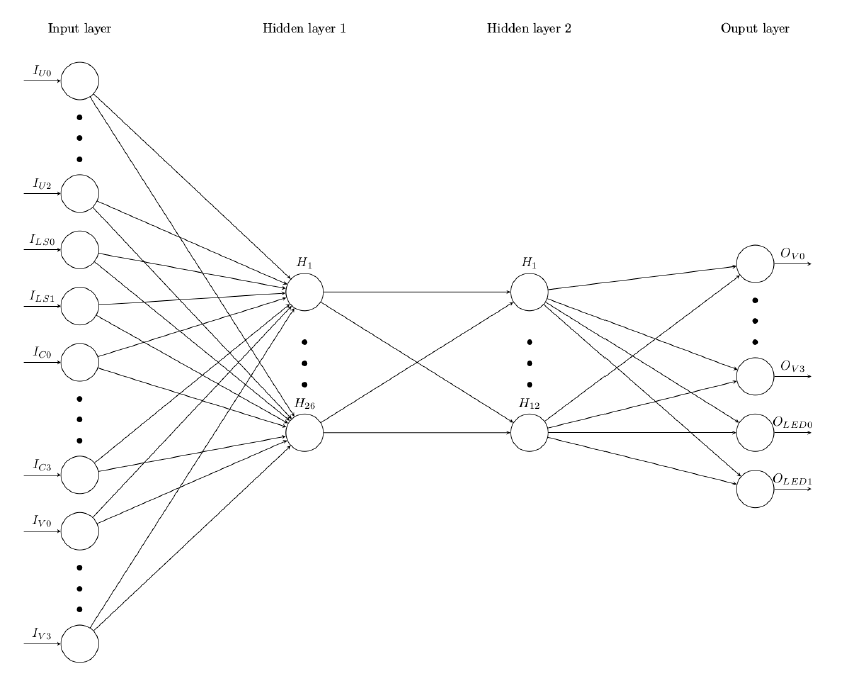 Input layer Hidden layer 1 Hidden layer 2 Ouput layer
I_{U0}
I_{U2}
I_{LS0}
I_{LS1}
I_{C0}
I_{C3}
I_{V0}
I_{V3}
H_1
H_{26}
H_1
H_{12}
O_{V0}
O_{V3}
O_{LED0}
O_{LED1}